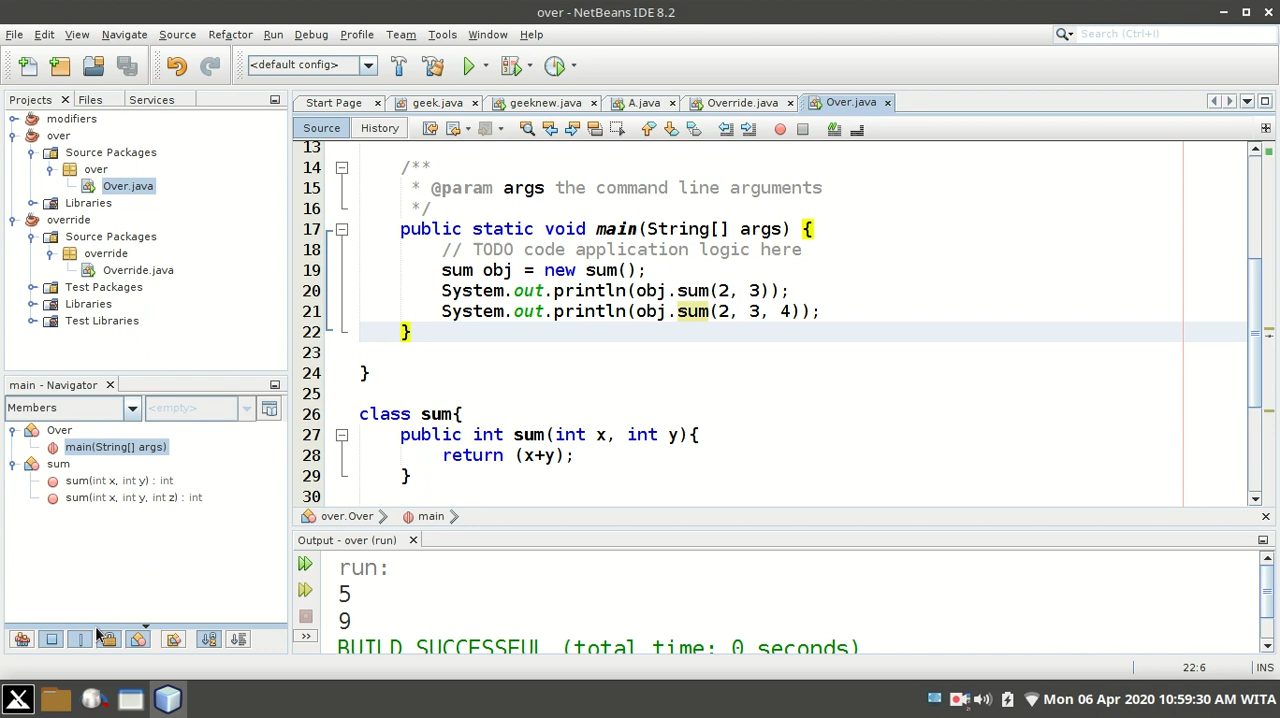 over - NetBeans IDE 8.2
File Edit View Navigate Source Refactor Run Debug Profile Team Tools Window Help
Search (Ctrl+I)
<default config>
Projects Files Services
Start Page geek.java geeknew.java A.java Override.java Over.java
modifiers
over
Source Packages
over
Over.java
Libraries
override
Source Packages
override
Override.java
Test Packages
Libraries
Test Libraries
main - Navigator
Members <empty>
Over
main(String[] args)
sum
sum(int x, int y) : int
sum(int x, int y, int z) : int
Source History
13
14 /**
15 * @param args the command line arguments
16 */
17 public static void main(String[] args) {
18 // TODO code application logic here
19 sum obj = new sum();
20 System.out.println(obj.sum(2, 3));
21 System.out.println(obj.sum(2, 3, 4));
22 }
23
24 }
25
26 class sum{
27 public int sum(int x, int y){
28 return (x+y);
29 }
30
over.Over main
Output - over (run)
run:
5
9
BUILD SUCCESSFUL (total time: 0 seconds)
22:6 INS
Mon 06 Apr 2020 10:59:30 AM WITA